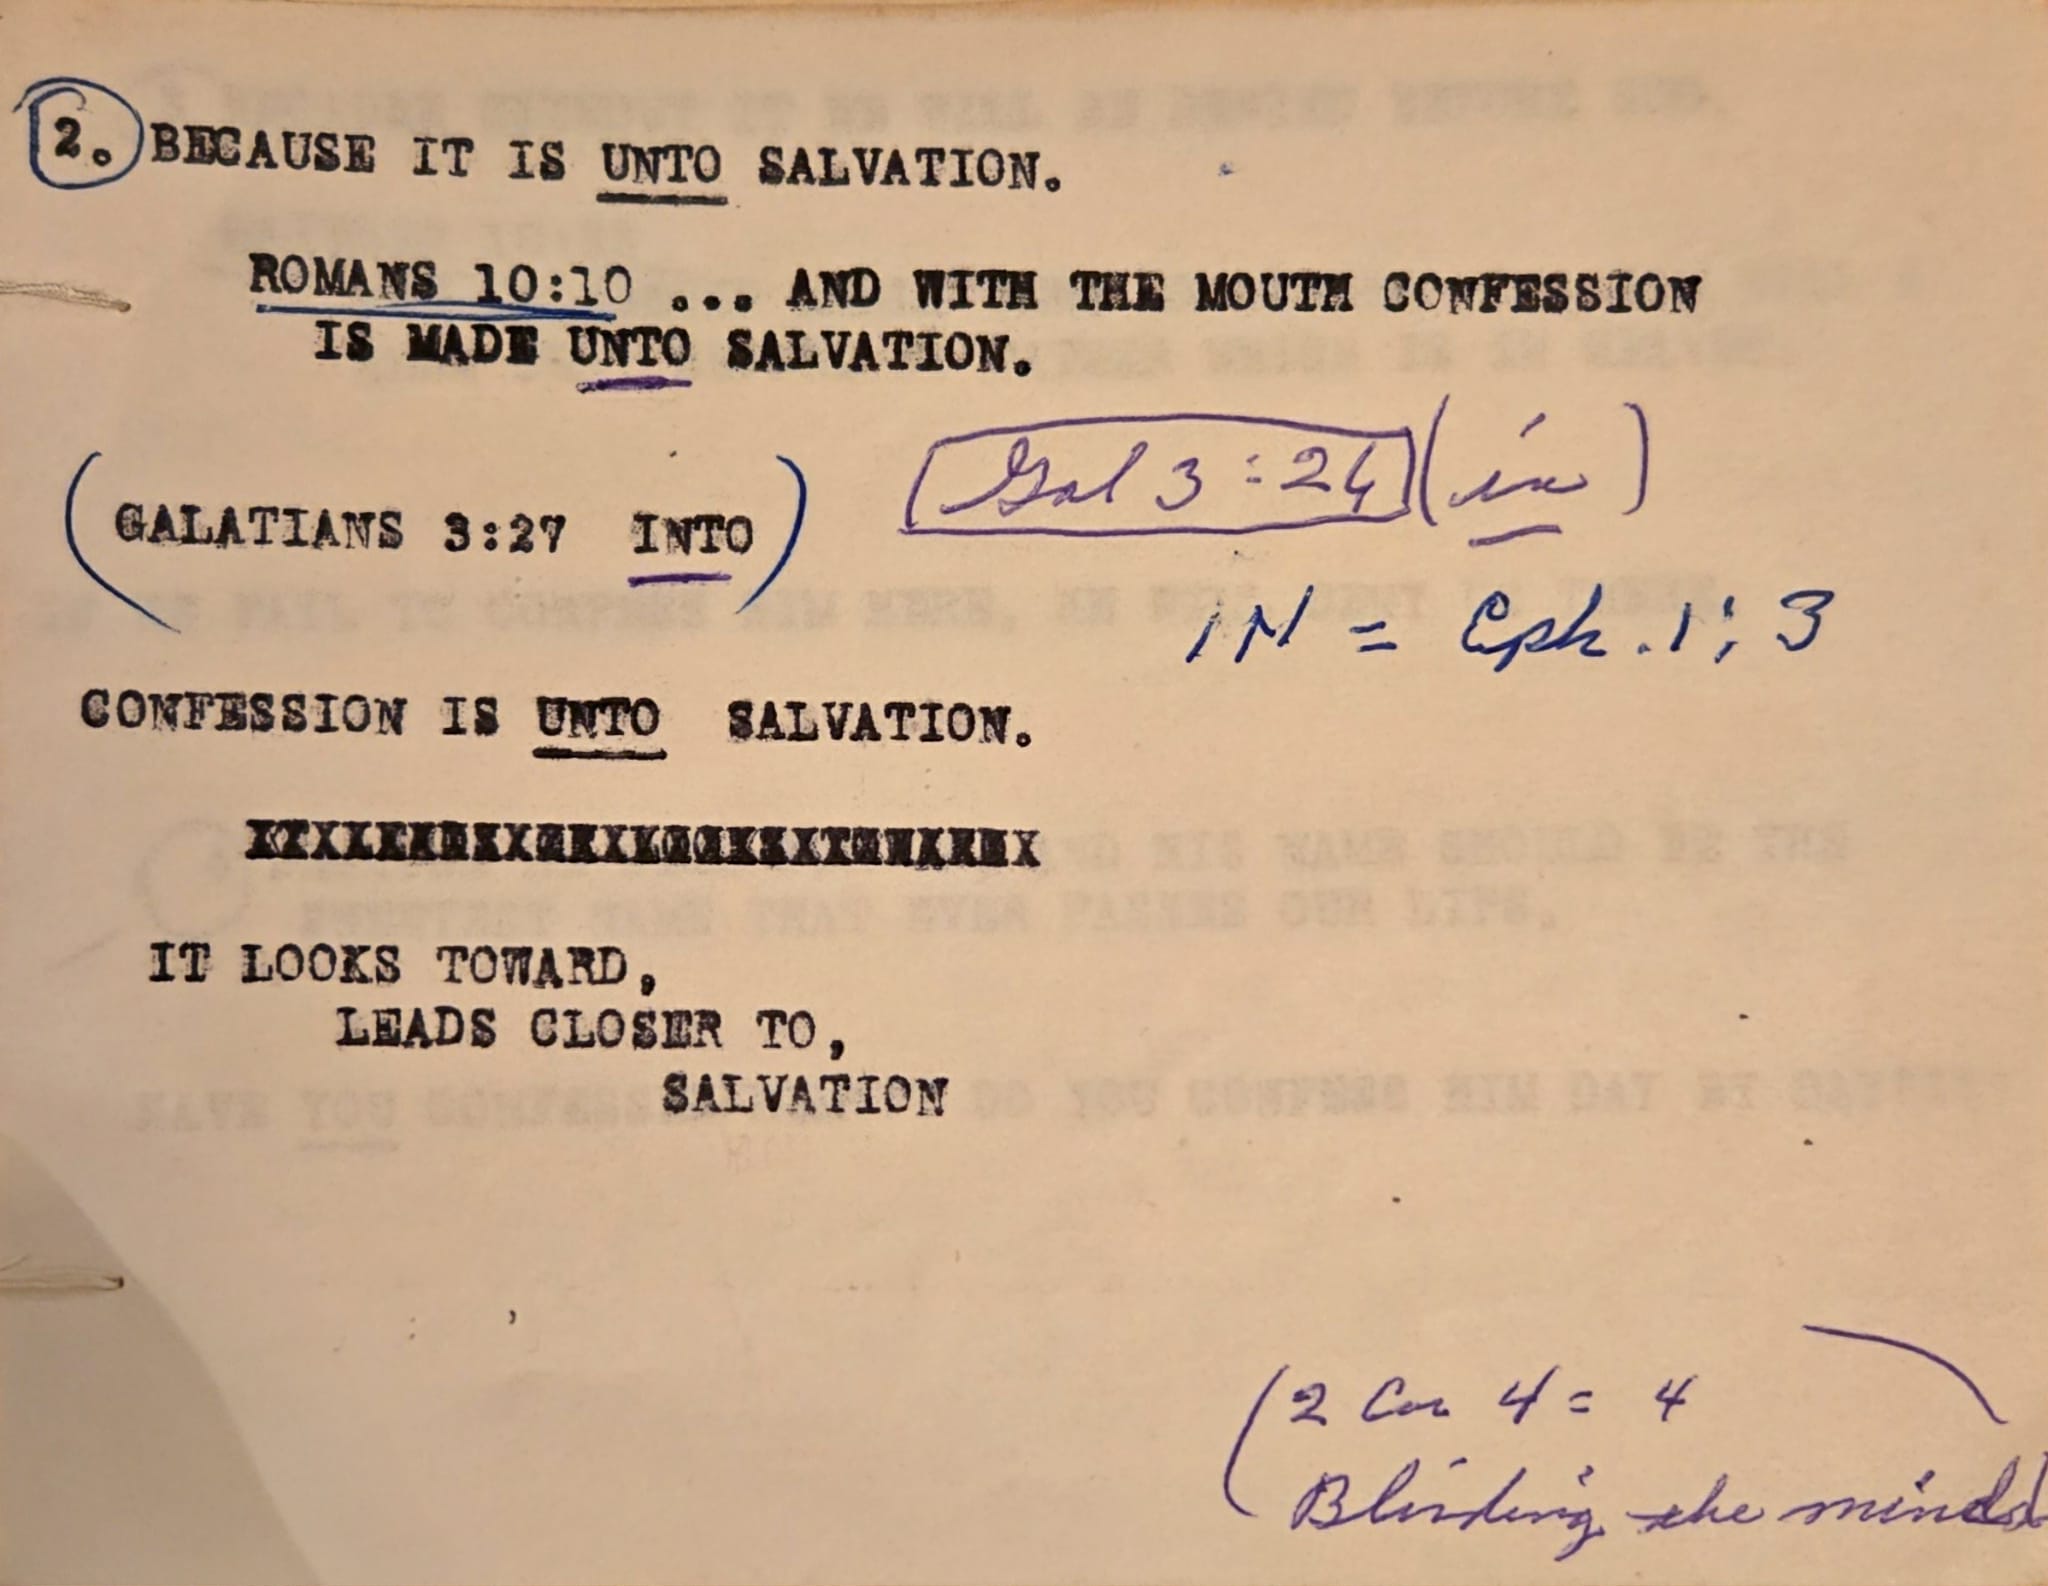 2. BECAUSE IT IS UNTO SALVATION.
ROMANS 10:10 ... AND WITH THE MOUTH CONFESSION
IS MADE UNTO SALVATION.
Gal 3:24 (in)
(GALATIANS 3:27 INTO)
IN = Eph. 1:3
CONFESSION IS UNTO SALVATION.
IT LOOKS TOWARD,
LEADS CLOSER TO,
SALVATION
(2 Cor 4=4
Blinding the minds)